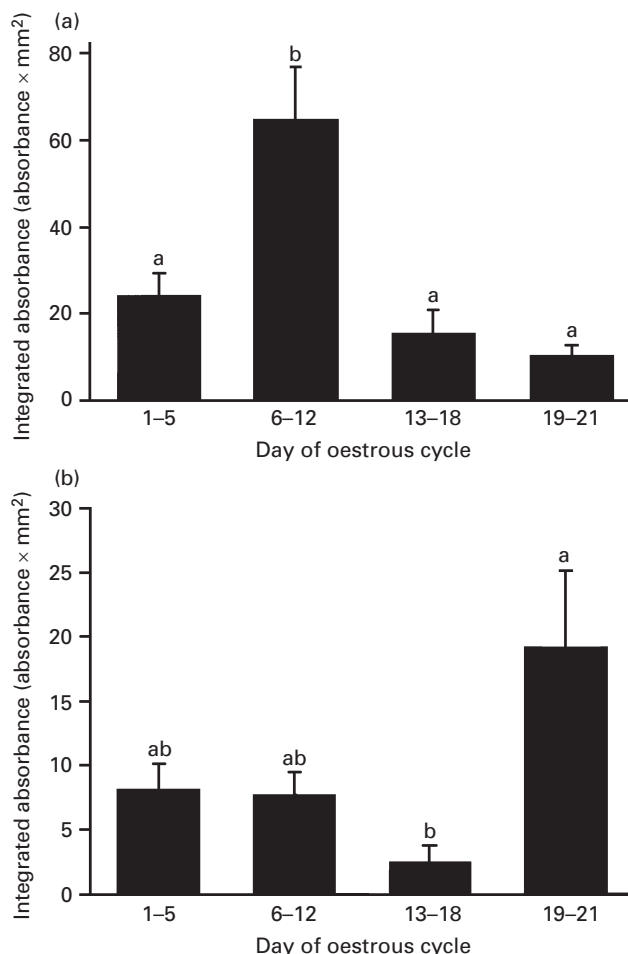 (a)
Integrated absorbance (absorbance × mm²)
80
60
40
20
0
a
b
a
a
1–5 6–12 13–18 19–21
Day of oestrous cycle
(b)
Integrated absorbance (absorbance × mm²)
30
25
20
15
10
5
0
ab
ab
b
a
1–5 6–12 13–18 19–21
Day of oestrous cycle